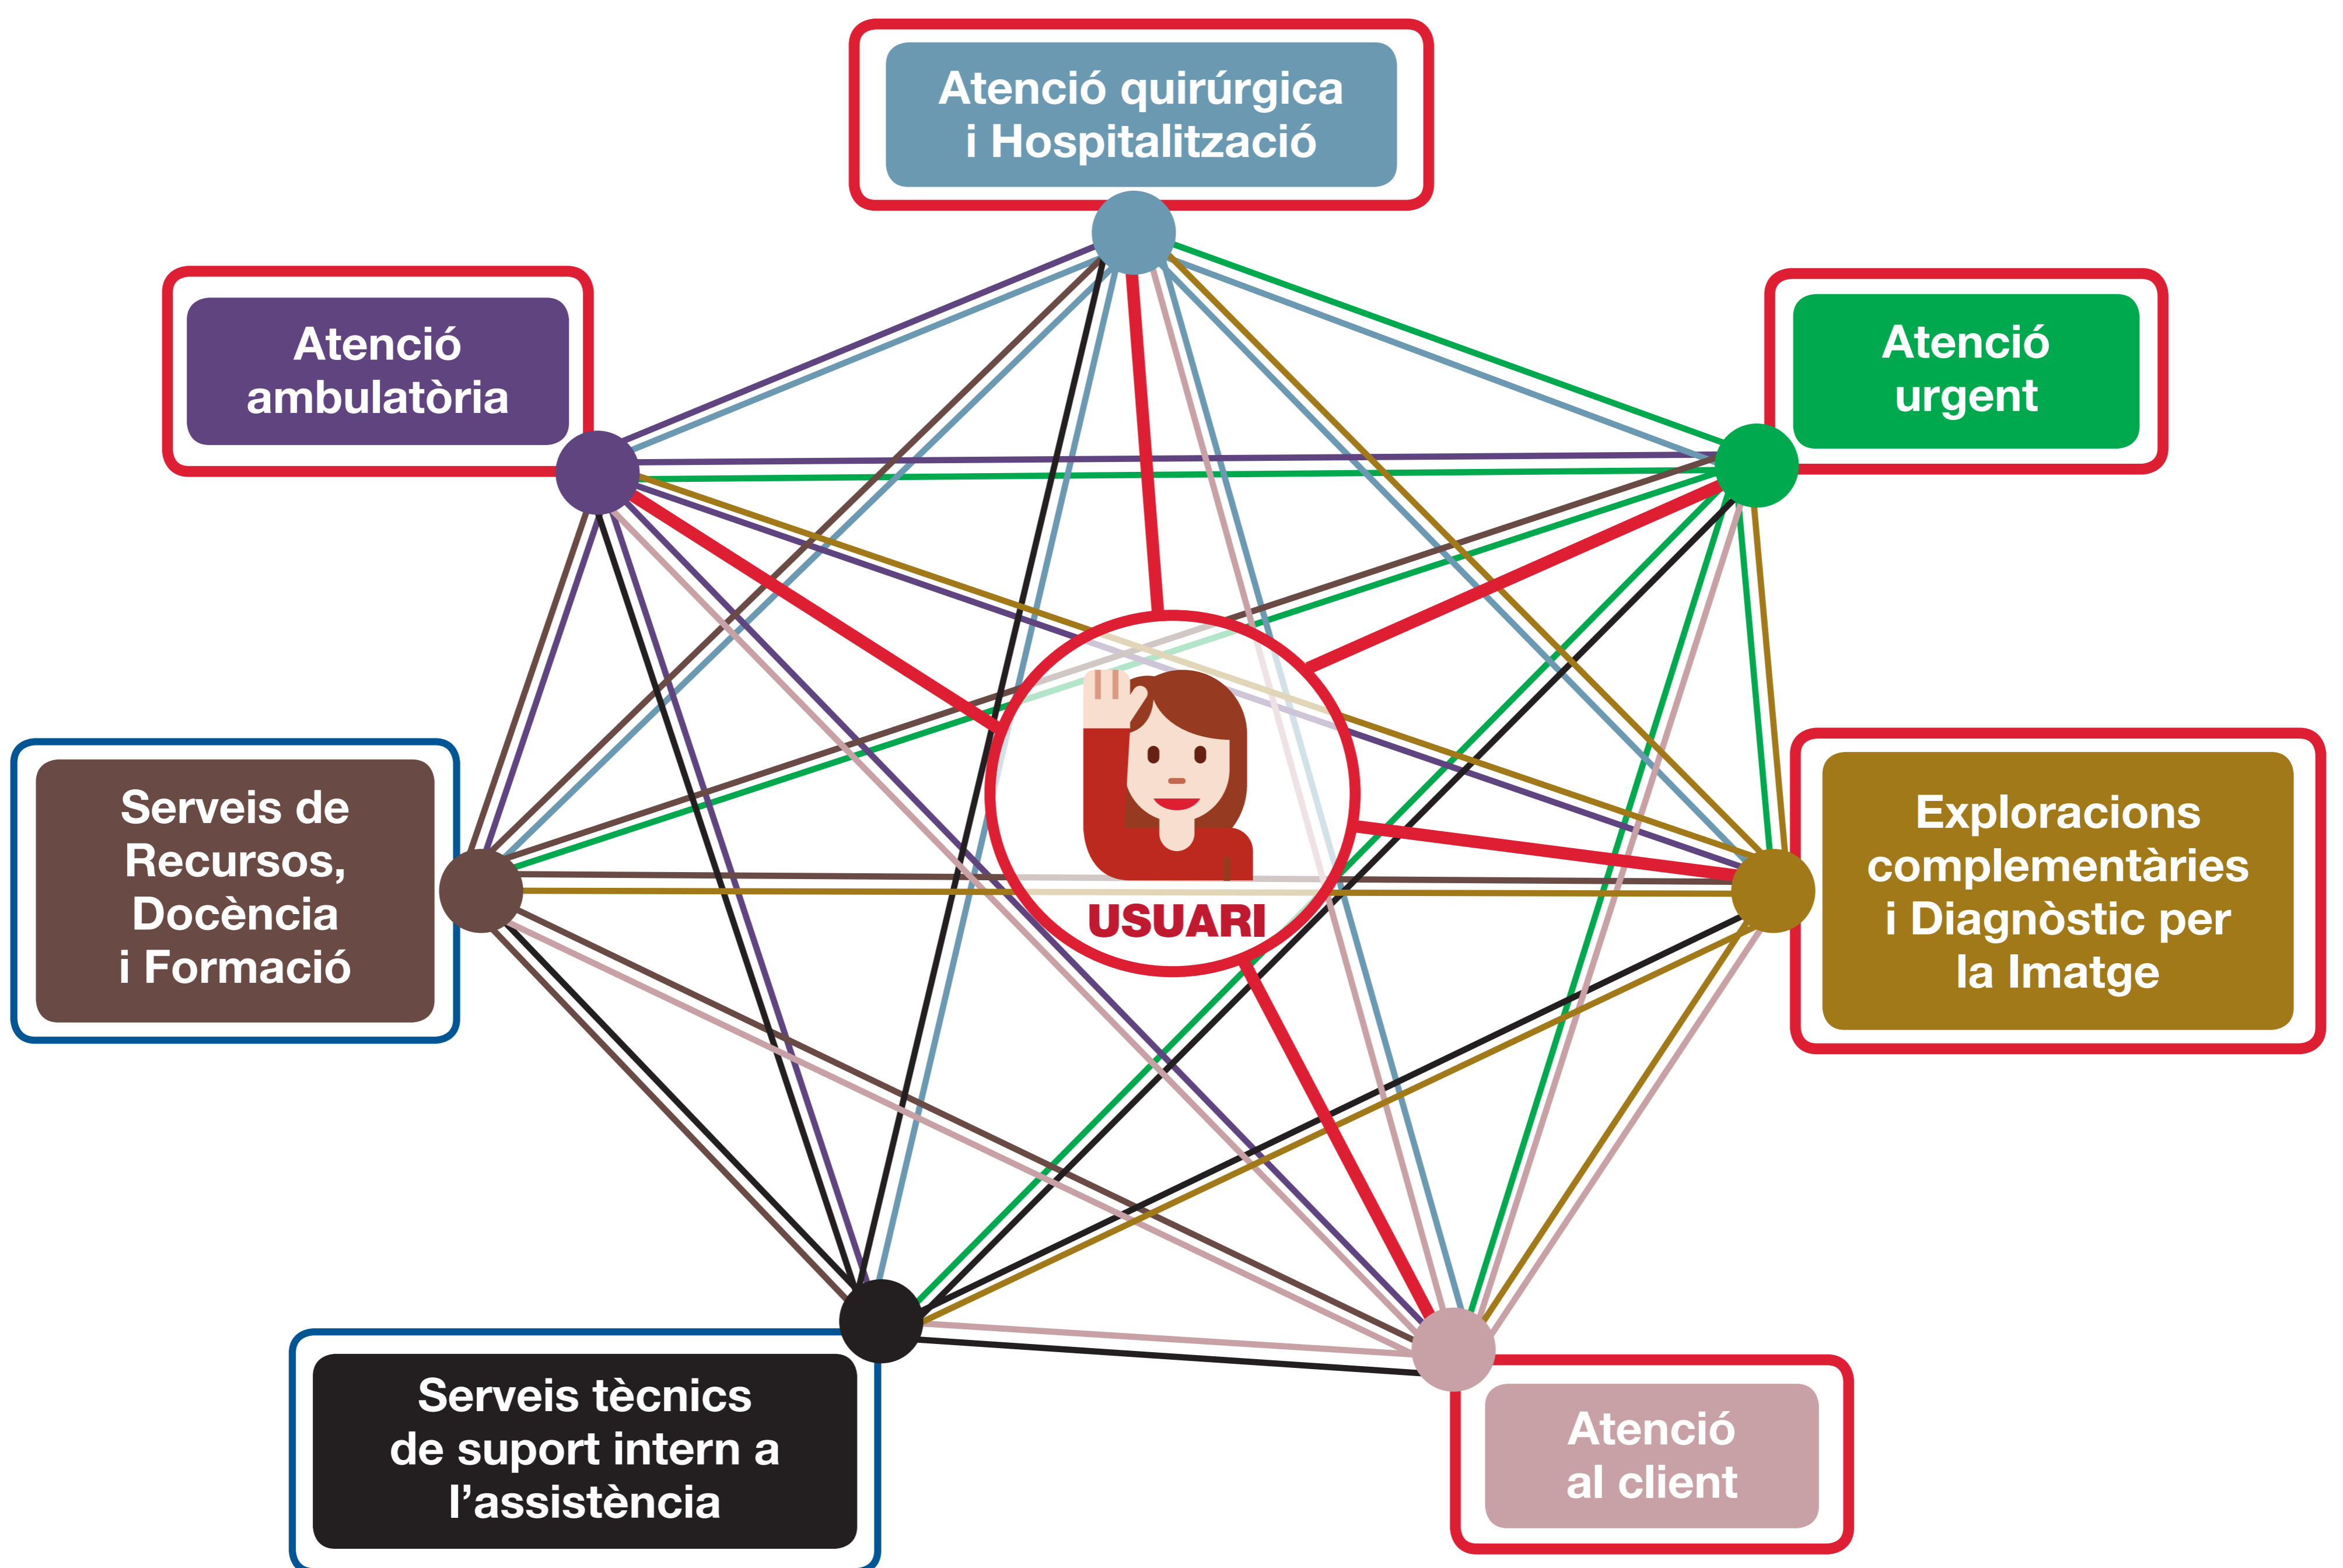 Atenció quirúrgica
i Hospitalització
Atenció
ambulatòria
Atenció
urgent
Serveis de
Recursos,
Docència
i Formació
USUARI
Exploracions
complementàries
i Diagnòstic per
la Imatge
Serveis tècnics
de suport intern a
l’assistència
Atenció
al client